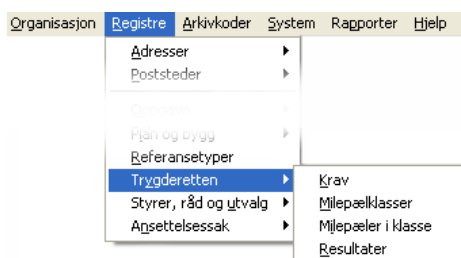 Organisasjon Registre Arkivkoder System Rapporter Hjelp
Adresser
Poststeder
Plan og bygg
Referansetyper
Trygderetten
Styrer, råd og utvalg
Ansettelsessak
Krav
Milepælklasser
Milepæler i klasse
Resultater